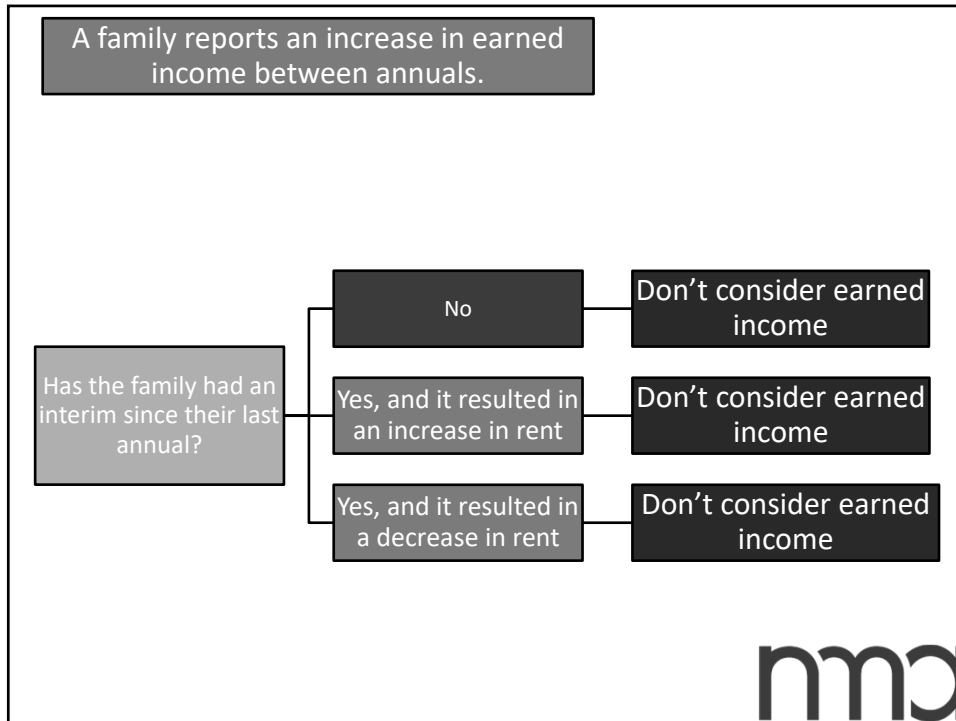 A family reports an increase in earned
income between annuals.
No
Don’t consider earned
income
Has the family had an
interim since their last
annual?
Yes, and it resulted in
an increase in rent
Don’t consider earned
income
Yes, and it resulted in
a decrease in rent
Don’t consider earned
income
nma